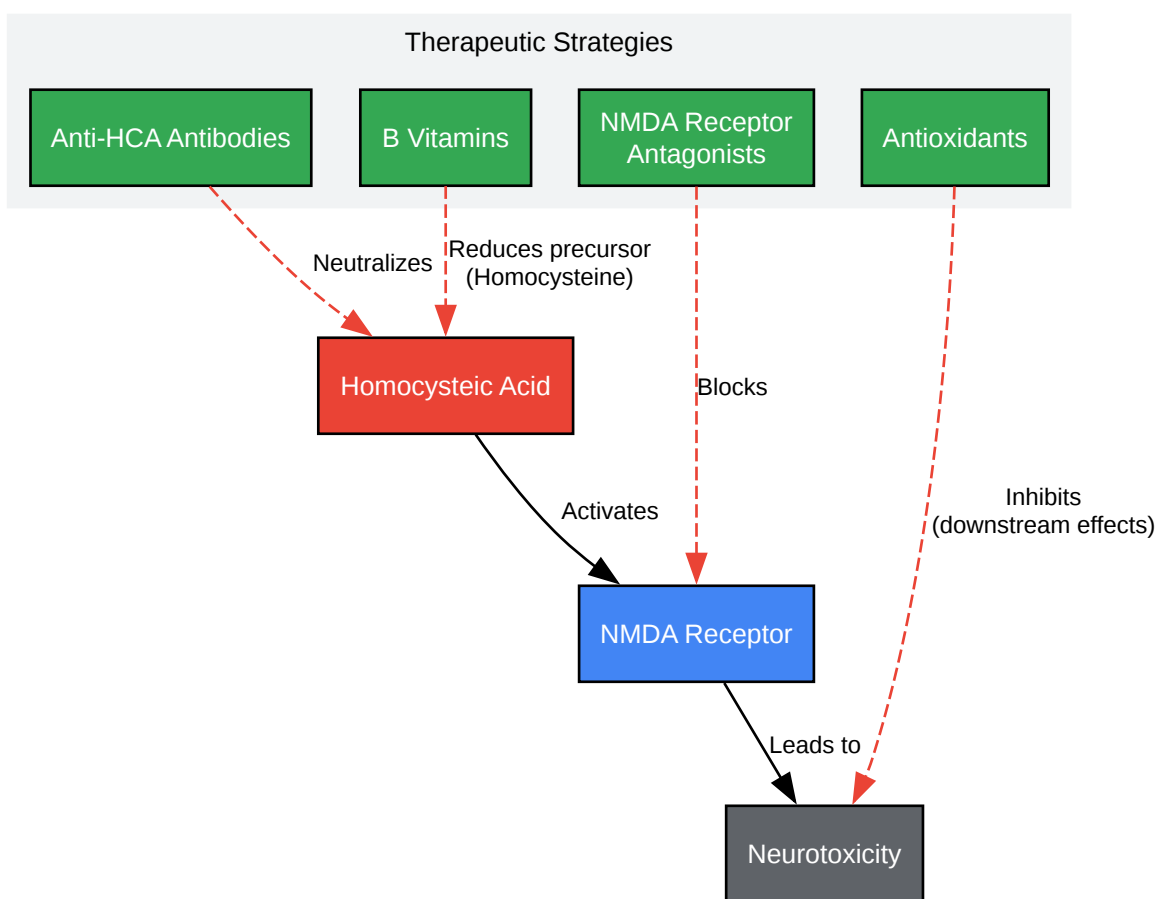 Therapeutic Strategies
Anti-HCA Antibodies
B Vitamins
NMDA Receptor
Antagonists
Antioxidants
Neutralizes
Reduces precursor
(Homocysteine)
Homocysteic Acid
Blocks
Activates
Inhibits
(downstream effects)
NMDA Receptor
Leads to
Neurotoxicity